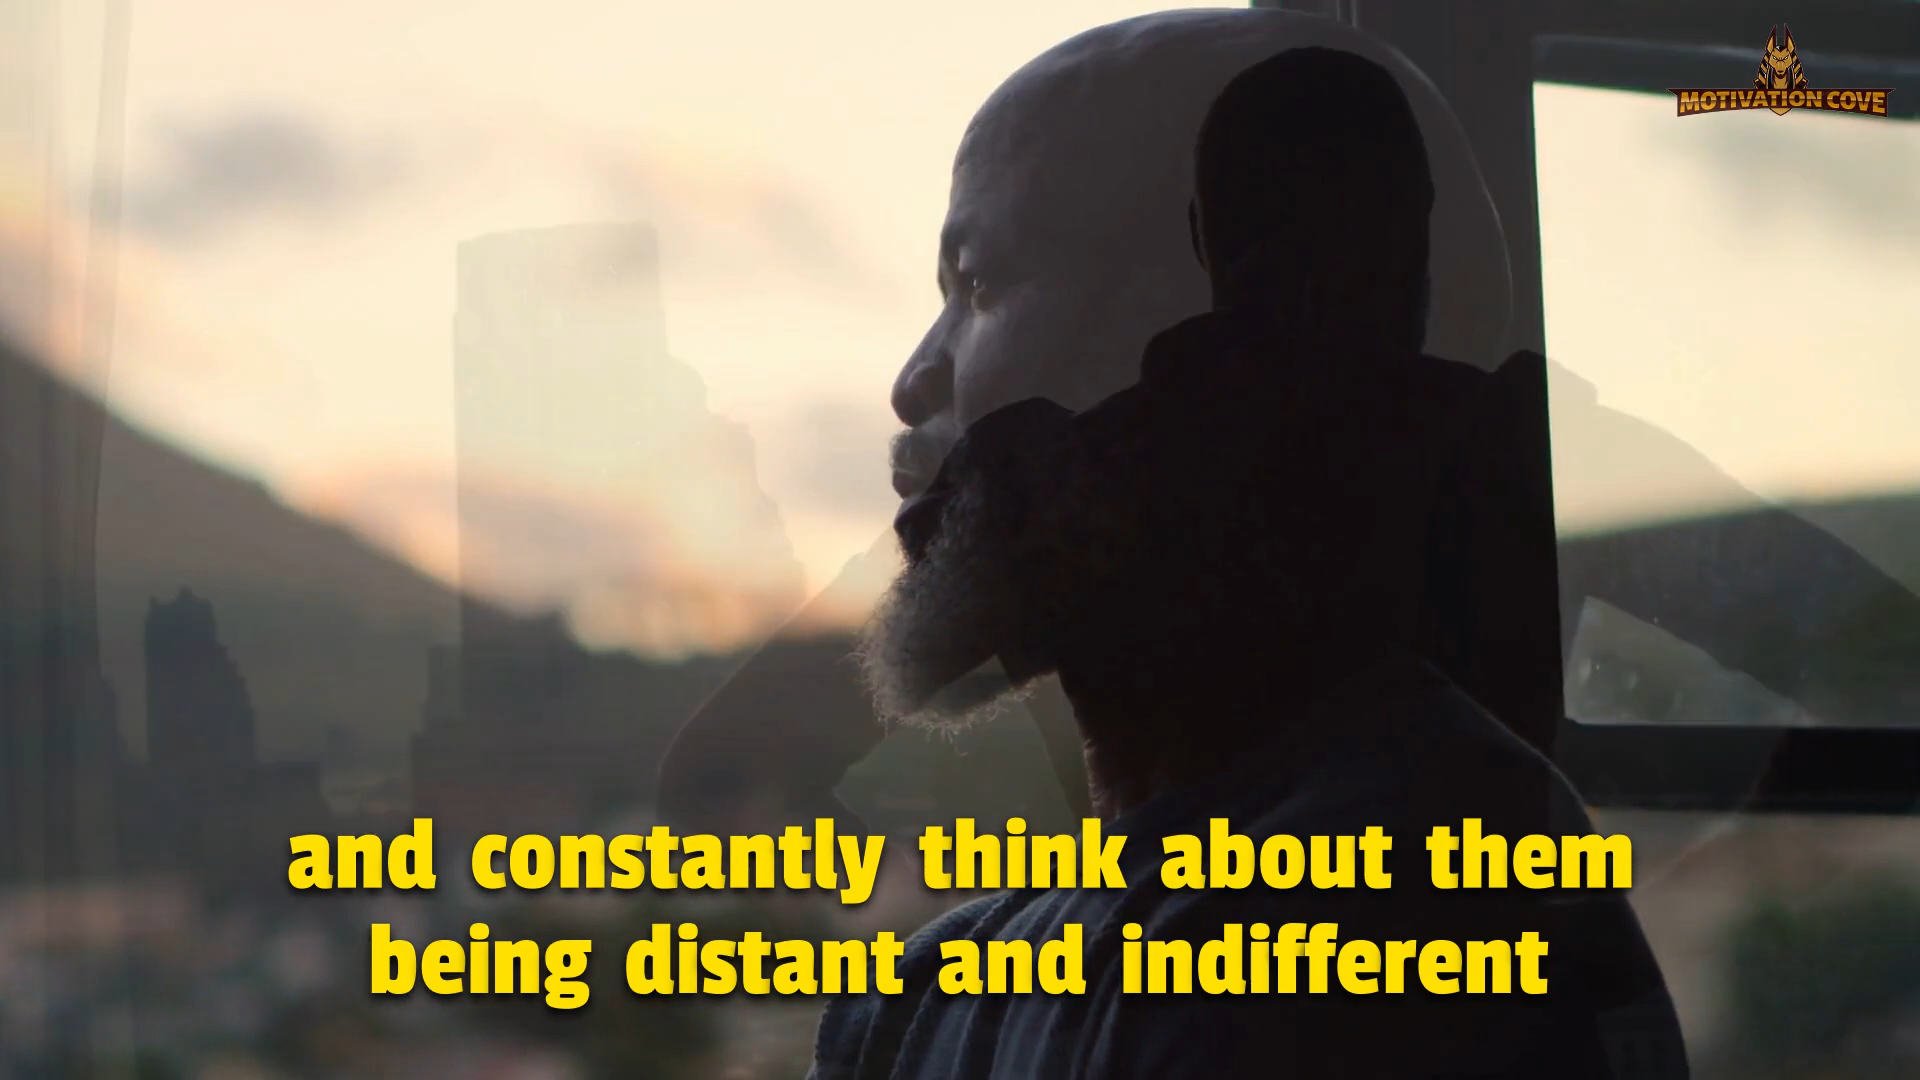 MOTIVATION COVE
and constantly think about them
being distant and indifferent